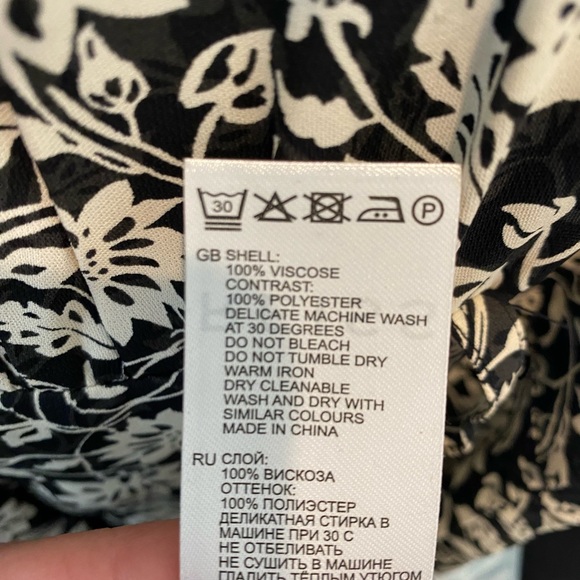 30 P
GB SHELL:
100% VISCOSE
CONTRAST:
100% POLYESTER
DELICATE MACHINE WASH
AT 30 DEGREES
DO NOT BLEACH
DO NOT TUMBLE DRY
WARM IRON
DRY CLEANABLE
WASH AND DRY WITH
SIMILAR COLOURS
MADE IN CHINA
RU СЛОЙ:
100% ВИСКОЗА
ОТТЕНОК:
100% ПОЛИЭСТЕР
ДЕЛИКАТНАЯ СТИРКА В
МАШИНЕ ПРИ 30 С
НЕ ОТБЕЛИВАТЬ
НЕ СУШИТЬ В МАШИНЕ
ГЛАДИТЬ ТЁПЛЫМ УТЮГОМ